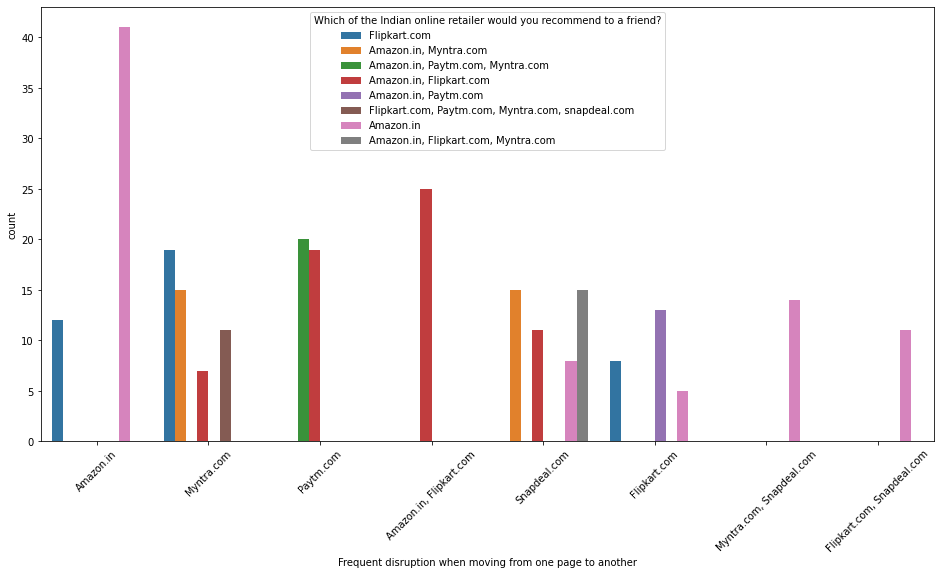 Which of the Indian online retailer would you recommend to a friend?
Flipkart.com
Amazon.in, Myntra.com
Amazon.in, Paytm.com, Myntra.com
Amazon.in, Flipkart.com
Amazon.in, Paytm.com
Flipkart.com, Paytm.com, Myntra.com, snapdeal.com
Amazon.in
Amazon.in, Flipkart.com, Myntra.com
40
35
30
25
20
15
10
5
0
count
Amazon.in
Myntra.com
Paytm.com
Amazon.in, Flipkart.com
Snapdeal.com
Flipkart.com
Myntra.com, Snapdeal.com
Flipkart.com, Snapdeal.com
Frequent disruption when moving from one page to another